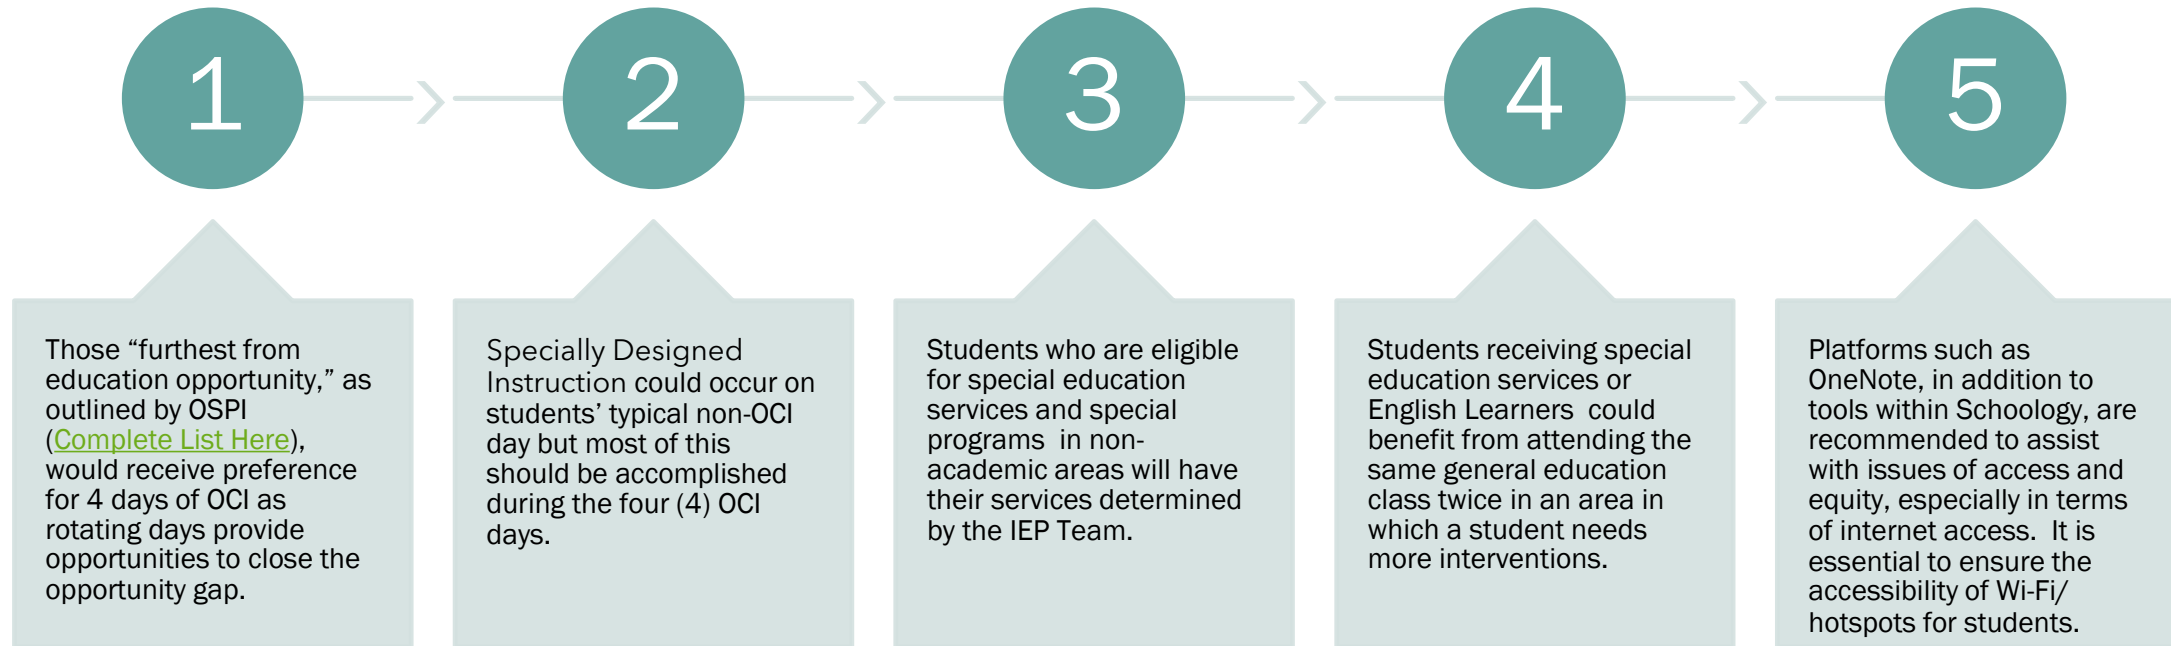 1
Those “furthest from
education opportunity,” as
outlined by OSPI
(Complete List Here),
would receive preference
for 4 days of OCI as
rotating days provide
opportunities to close the
opportunity gap.
2
Specially Designed
Instruction could occur on
students’ typical non-OCI
day but most of this
should be accomplished
during the four (4) OCI
days.
3
Students who are eligible
for special education
services and special
programs  in non-
academic areas will have
their services determined
by the IEP Team.
4
Students receiving special
education services or
English Learners  could
benefit from attending the
same general education
class twice in an area in
which a student needs
more interventions.
5
Platforms such as
OneNote, in addition to
tools within Schoology, are
recommended to assist
with issues of access and
equity, especially in terms
of internet access.  It is
essential to ensure the
accessibility of Wi-Fi/
hotspots for students.